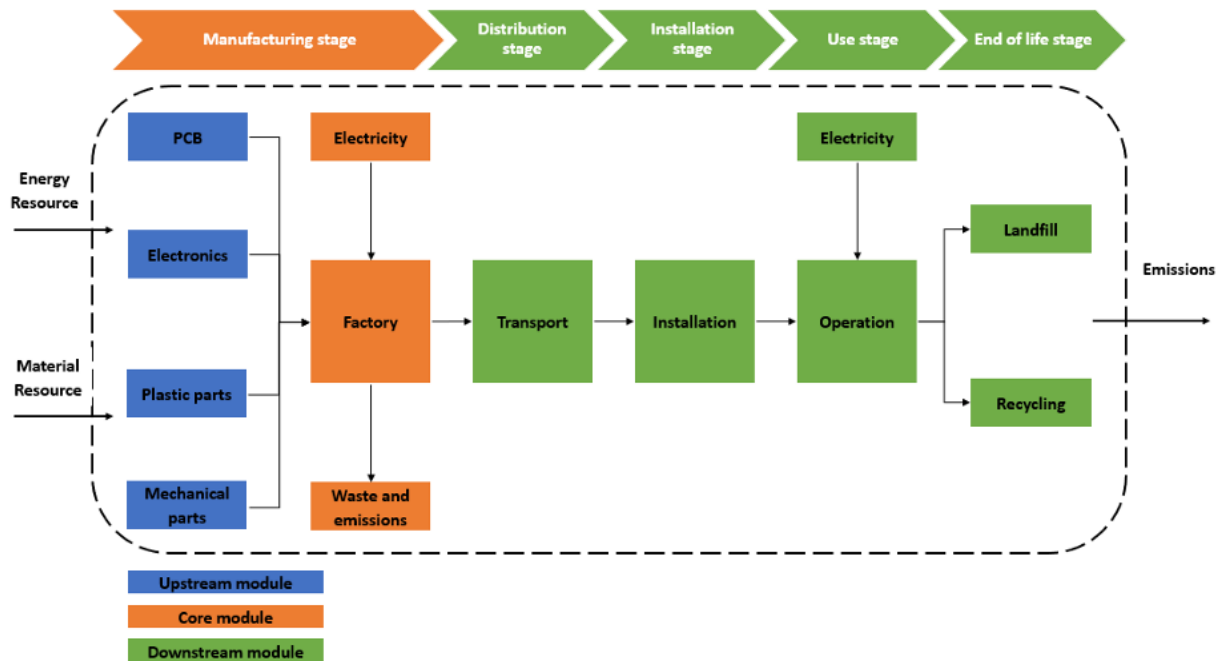 Manufacturing stage
Distribution
stage
Installation
stage
Use stage
End of life stage
PCB
Electricity
Electricity
Energy
Resource
Electronics
Landfill
Emissions
Factory
Transport
Installation
Operation
Material
Resource
Plastic parts
Recycling
Mechanical
parts
Waste and
emissions
Upstream module
Core module
Downstream module